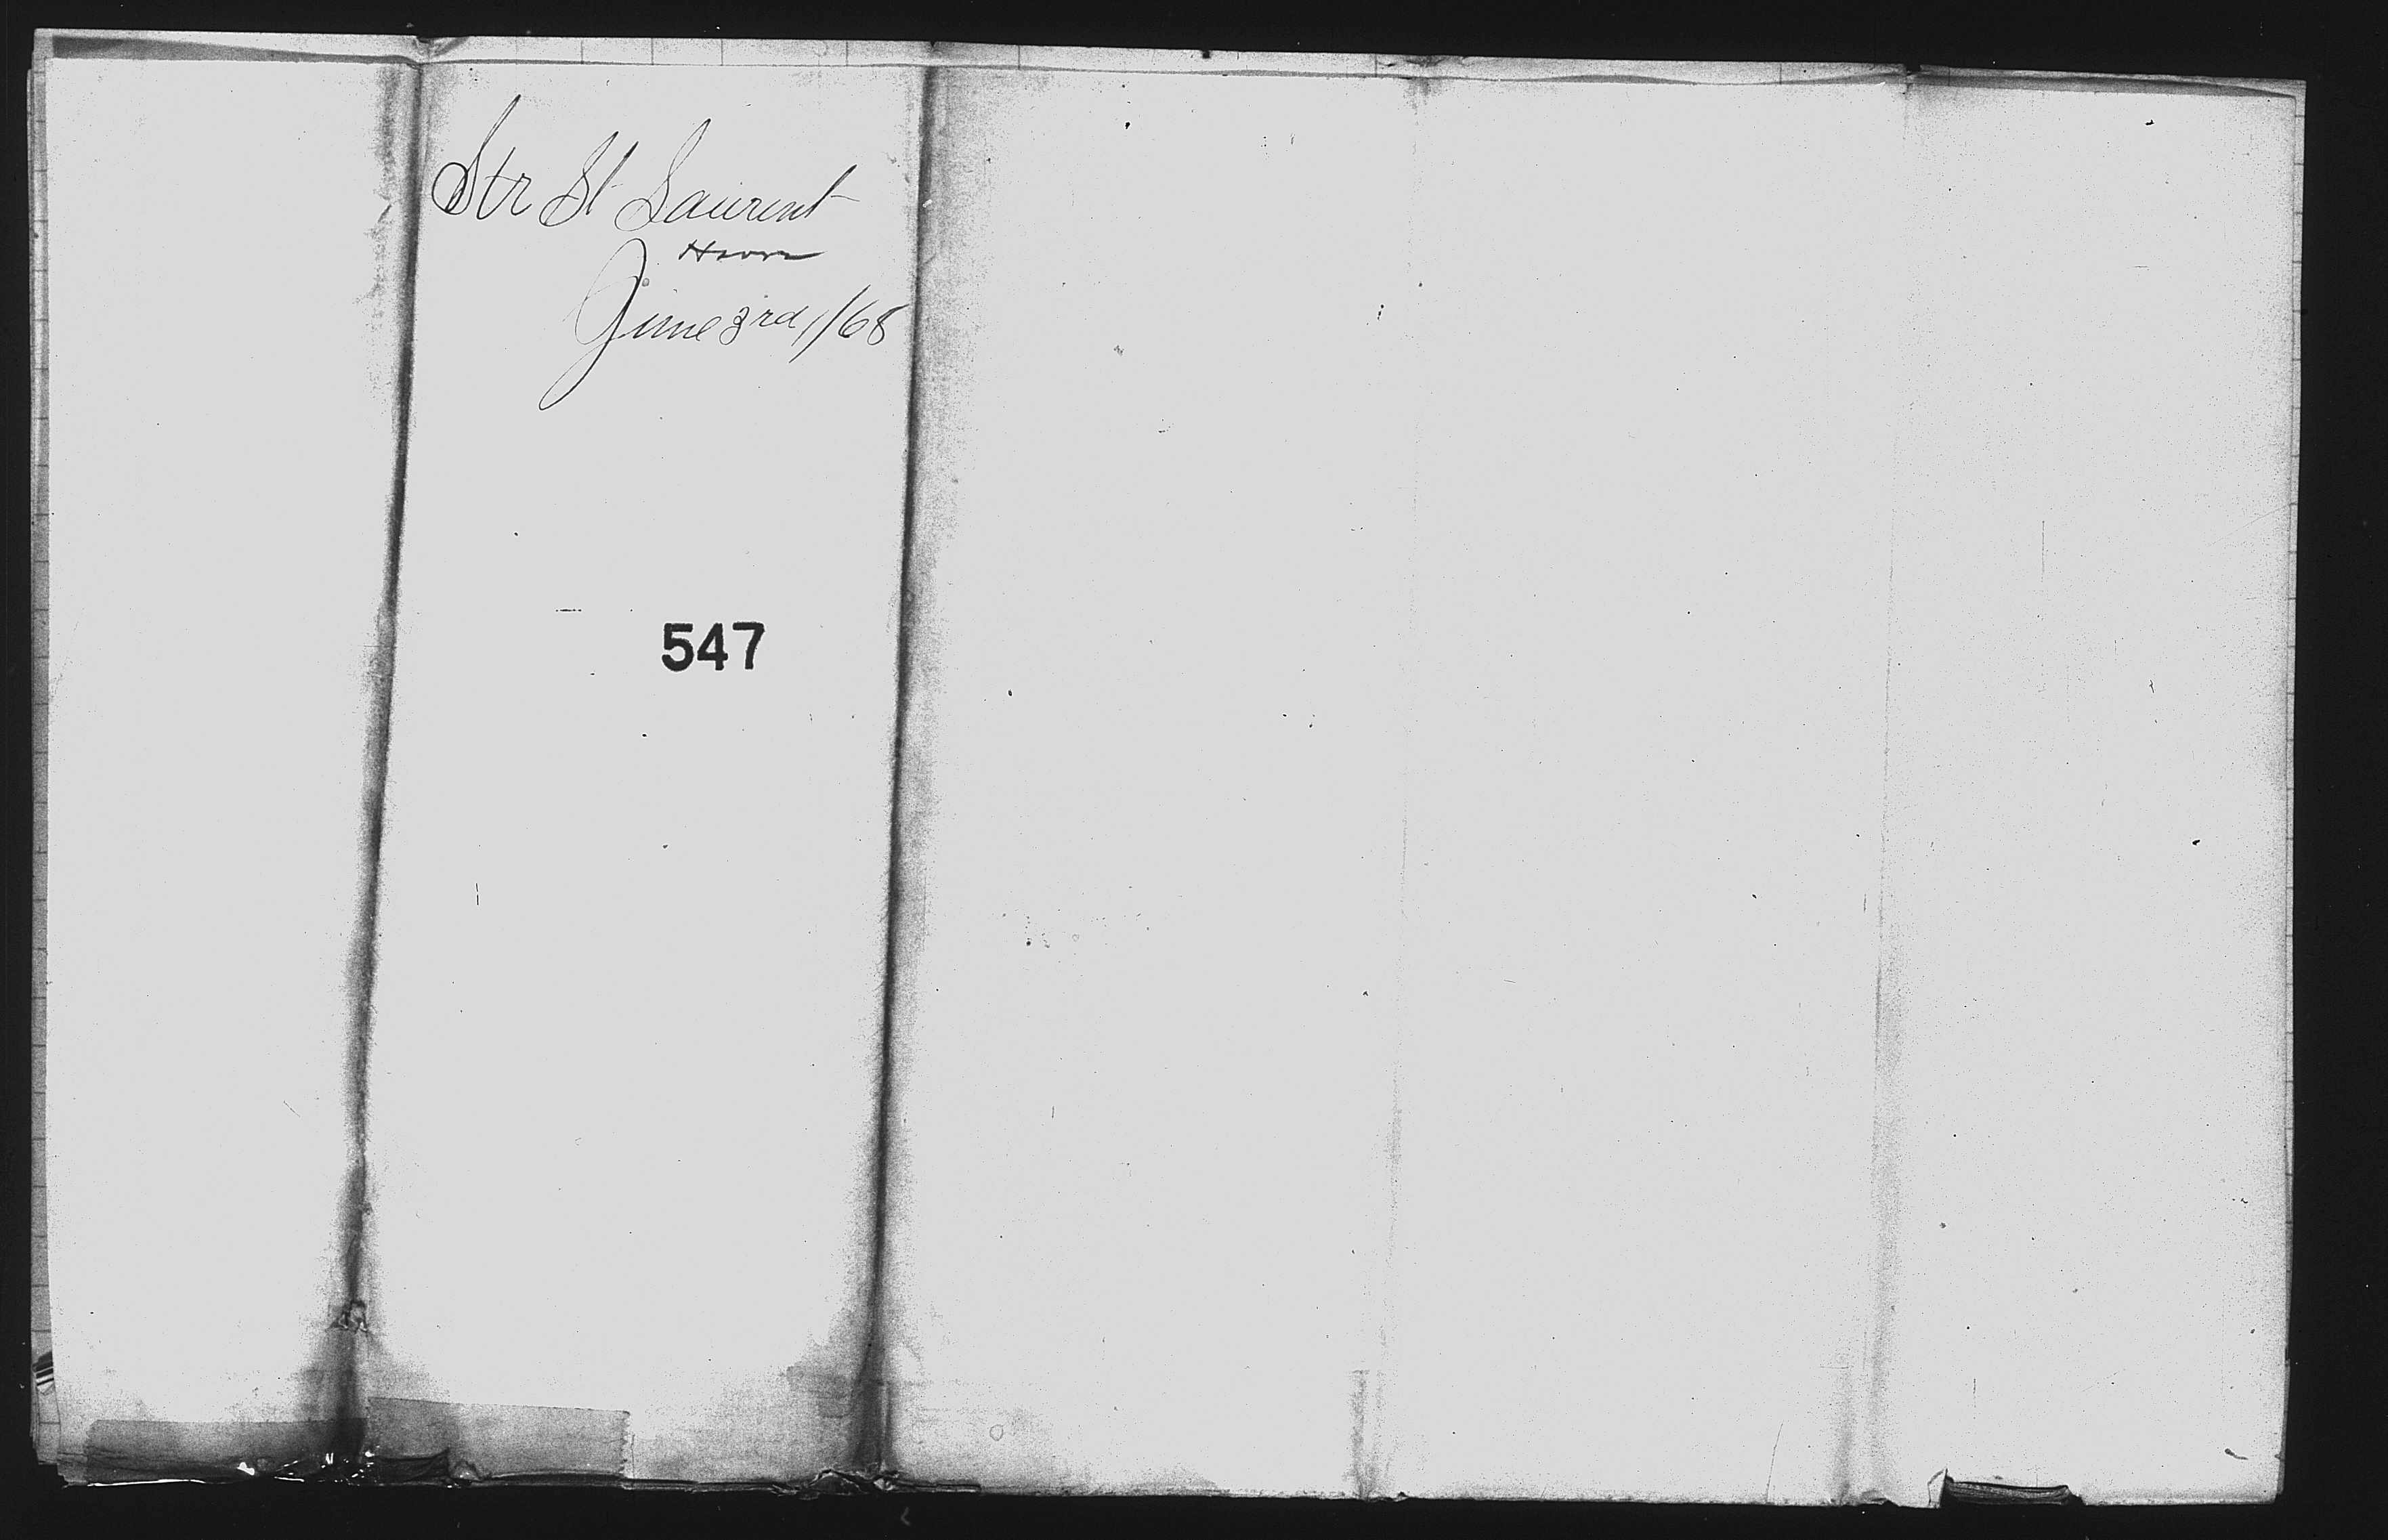 Str St Laurent
Havre
June 3rd / /68
547